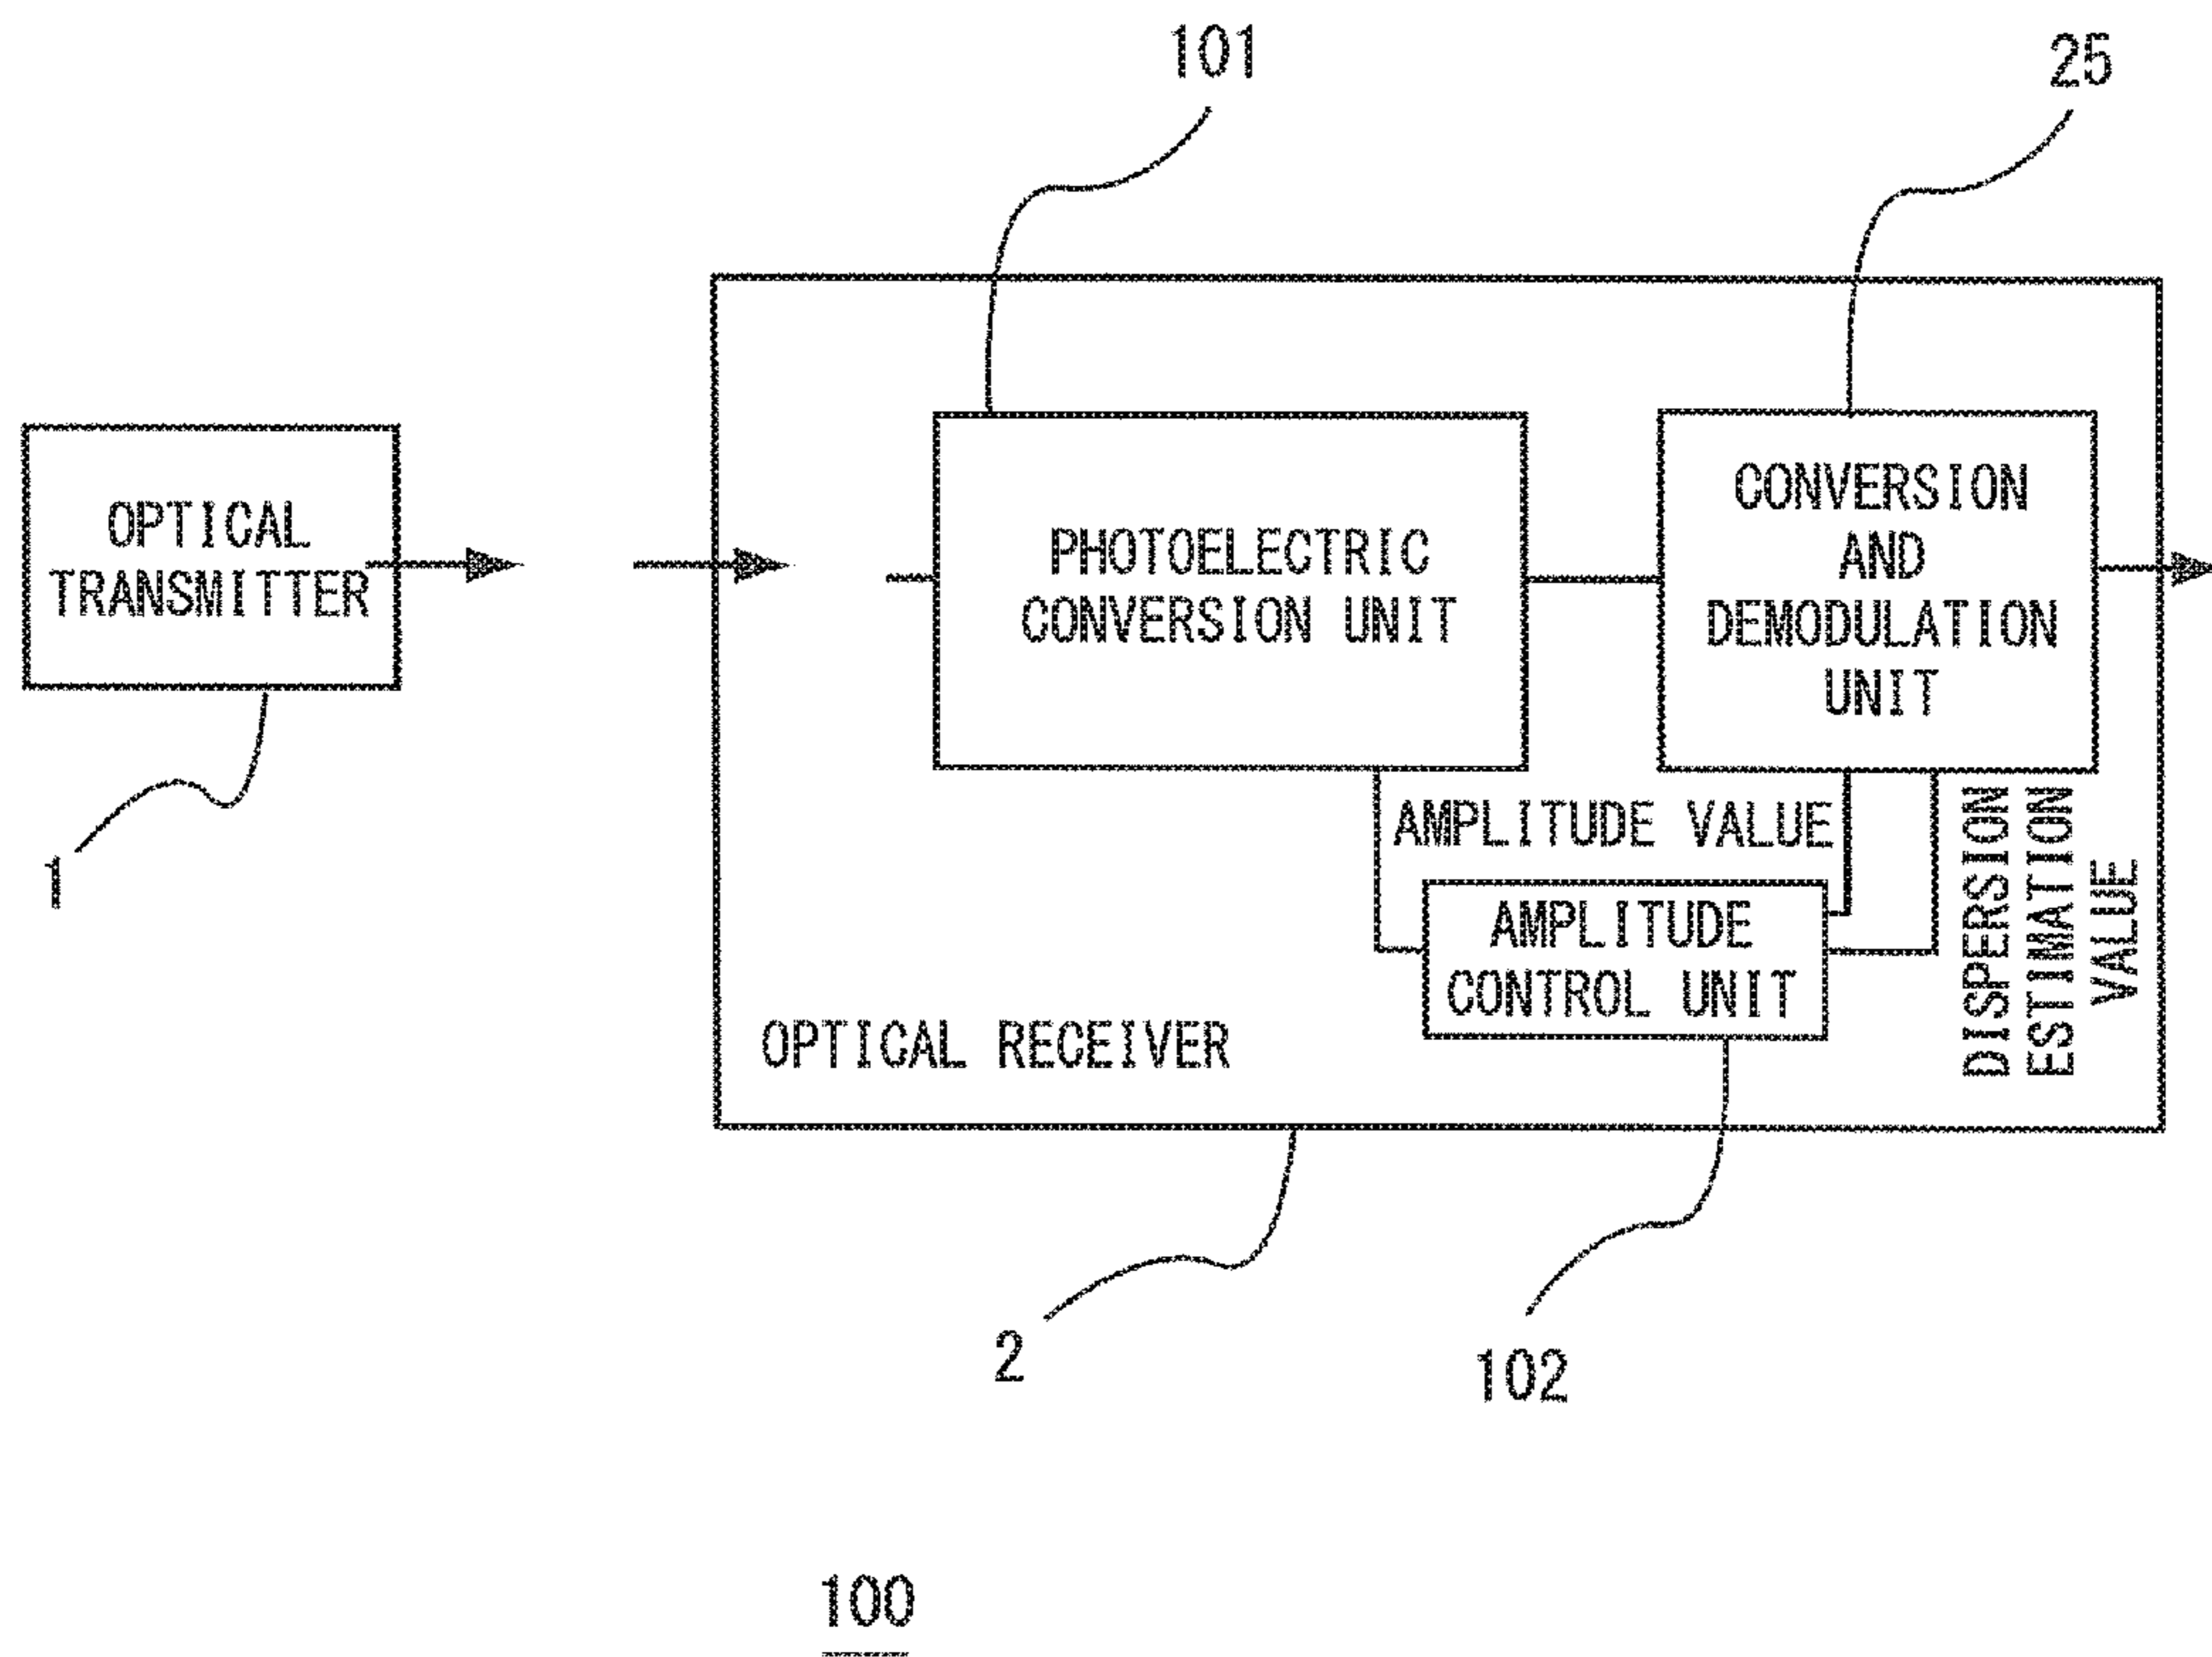 101
25
OPTICAL
TRANSMITTER
PHOTOELECTRIC
CONVERSION UNIT
CONVERSION
AND
DEMODULATION
UNIT
AMPLITUDE VALUE
DISPERSION
ESTIMATION
VALUE
AMPLITUDE
CONTROL UNIT
OPTICAL RECEIVER
1
2
102
100